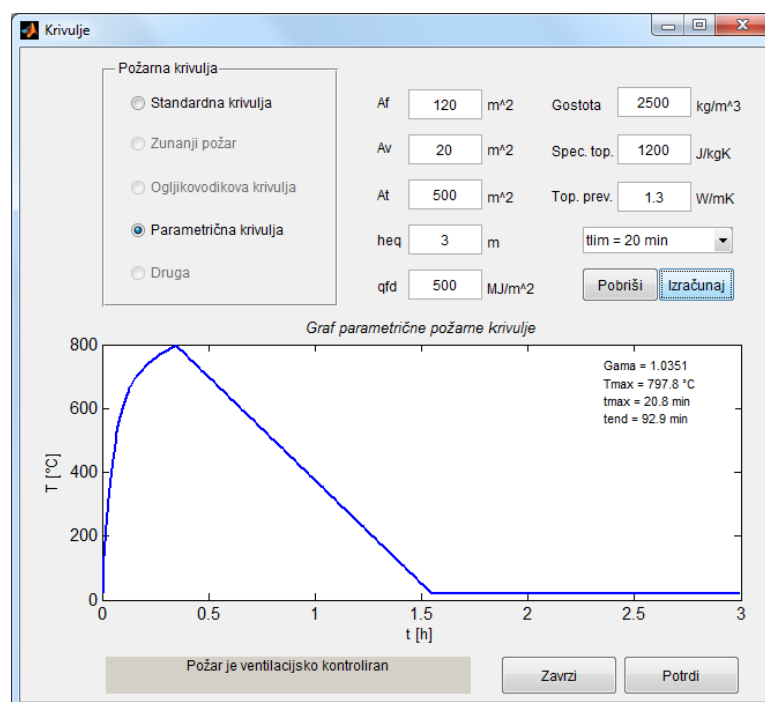 Krivulje
Požarna krivulja
Standardna krivulja
Zunanji požar
Ogljikovodikova krivulja
Parametrična krivulja
Druga
Af 120 m^2
Av 20 m^2
At 500 m^2
heq 3 m
qfd 500 MJ/m^2
Gostota 2500 kg/m^3
Spec. top. 1200 J/kgK
Top. prev. 1.3 W/mK
tlim = 20 min
Pobriši Izračunaj
Graf parametrične požarne krivulje
Gama = 1.0351
Tmax = 797.8 °C
tmax = 20.8 min
tend = 92.9 min
800
600
400
200
0
T [°C]
0 0.5 1 1.5 2 2.5 3
t [h]
Požar je ventilacijsko kontroliran
Zavrzi Potrdi